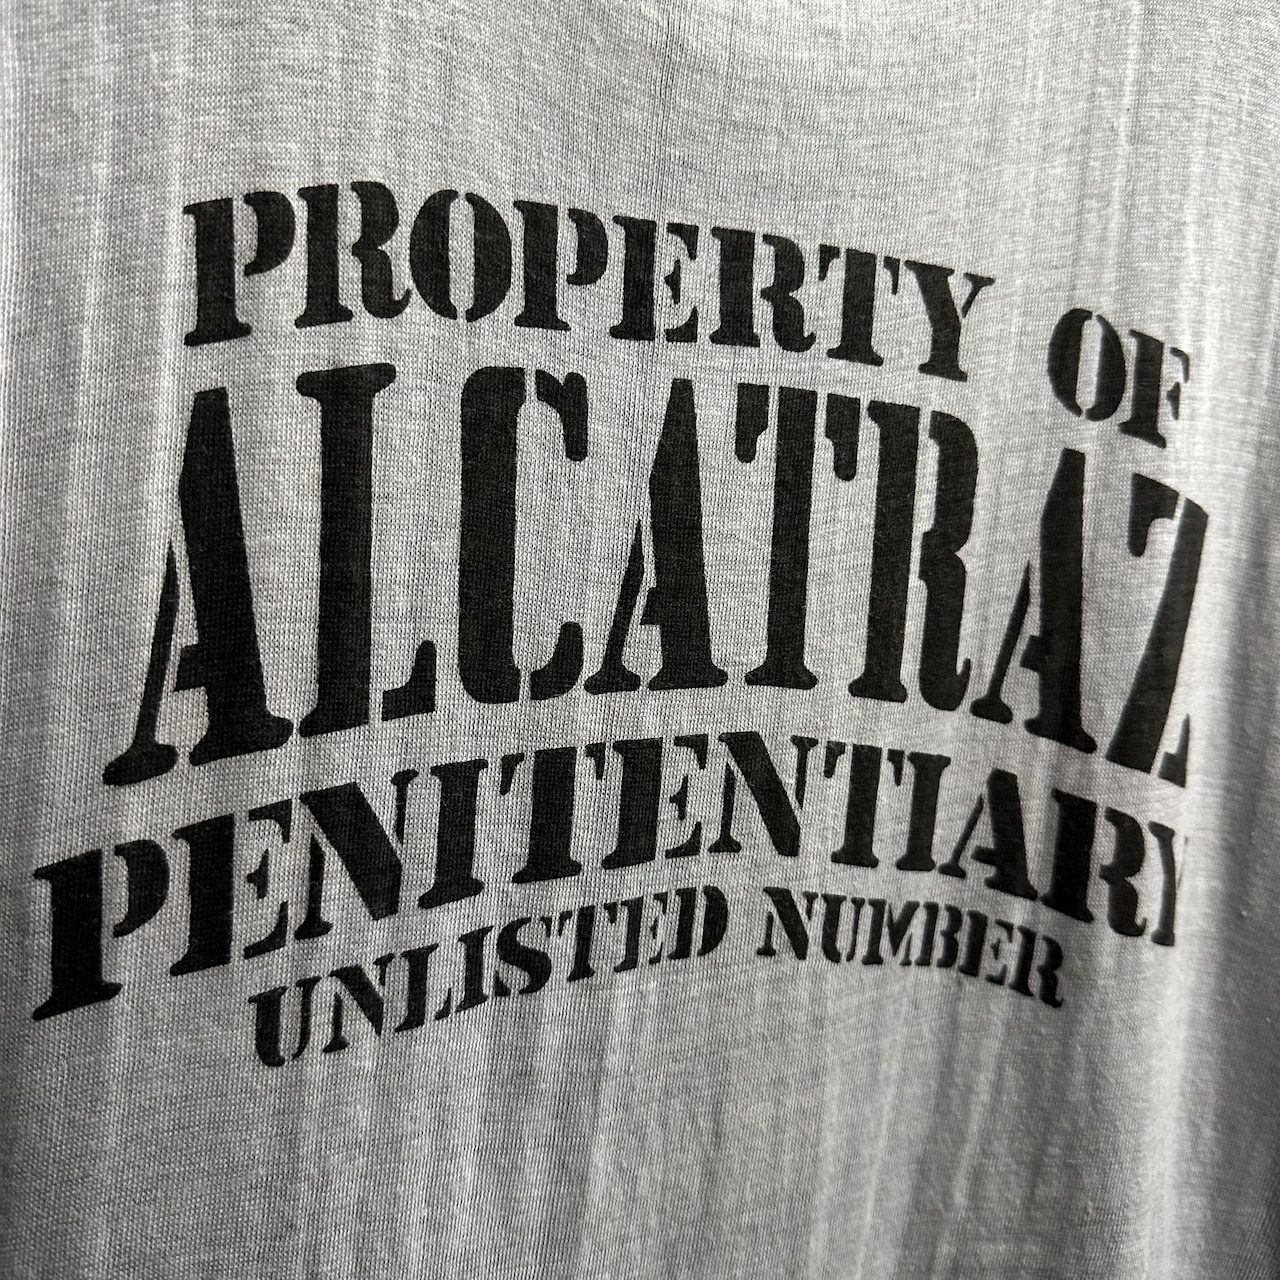 PROPERTY OF
ALCATRAZ
PENITENTIARY
UNLISTED NUMBER